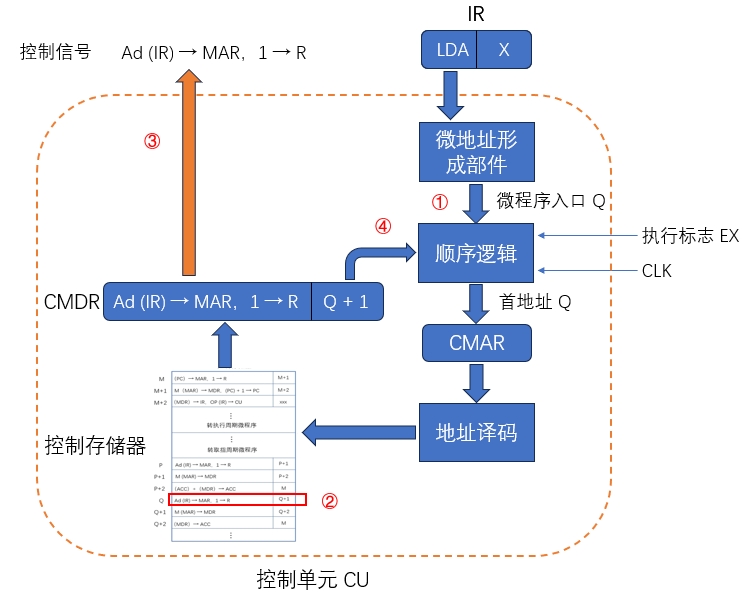 IR
控制信号 Ad (IR) → MAR， 1 → R
LDA X
微地址形
成部件
③
①
微程序入口 Q
④
顺序逻辑
执行标志 EX
CLK
CMDR
Ad (IR) → MAR， 1 → R Q + 1
首地址 Q
CMAR
地址译码
控制存储器
M (PC) → MAR， 1 → R M+1
M+1 M (MAR) → MDR，(PC) + 1 → PC M+2
M+2 (MDR) → IR，OP (IR) → CU xxx
⋮
转执行周期微程序
⋮
转取指周期微程序
P Ad (IR) → MAR， 1 → R P+1
P+1 M (MAR) → MDR P+2
P+2 (ACC) + (MDR) → ACC M
Q Ad (IR) → MAR， 1 → R Q+1
Q+1 M (MAR) → MDR Q+2
Q+2 (MDR) → ACC M
⋮
②
控制单元 CU